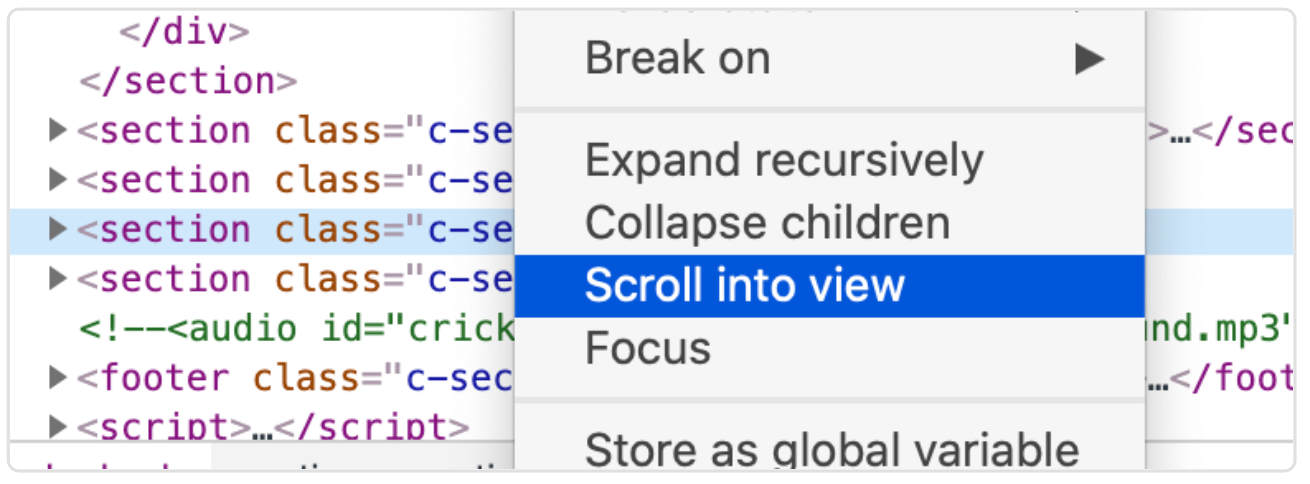 </div>
</section>
<section class="c-se
>…</sec
<section class="c-se
<section class="c-se
<section class="c-se
<!--<audio id="crick
und.mp3"
<footer class="c-sec
…</foot
<script>…</script>
Break on
Expand recursively
Collapse children
Scroll into view
Focus
Store as global variable